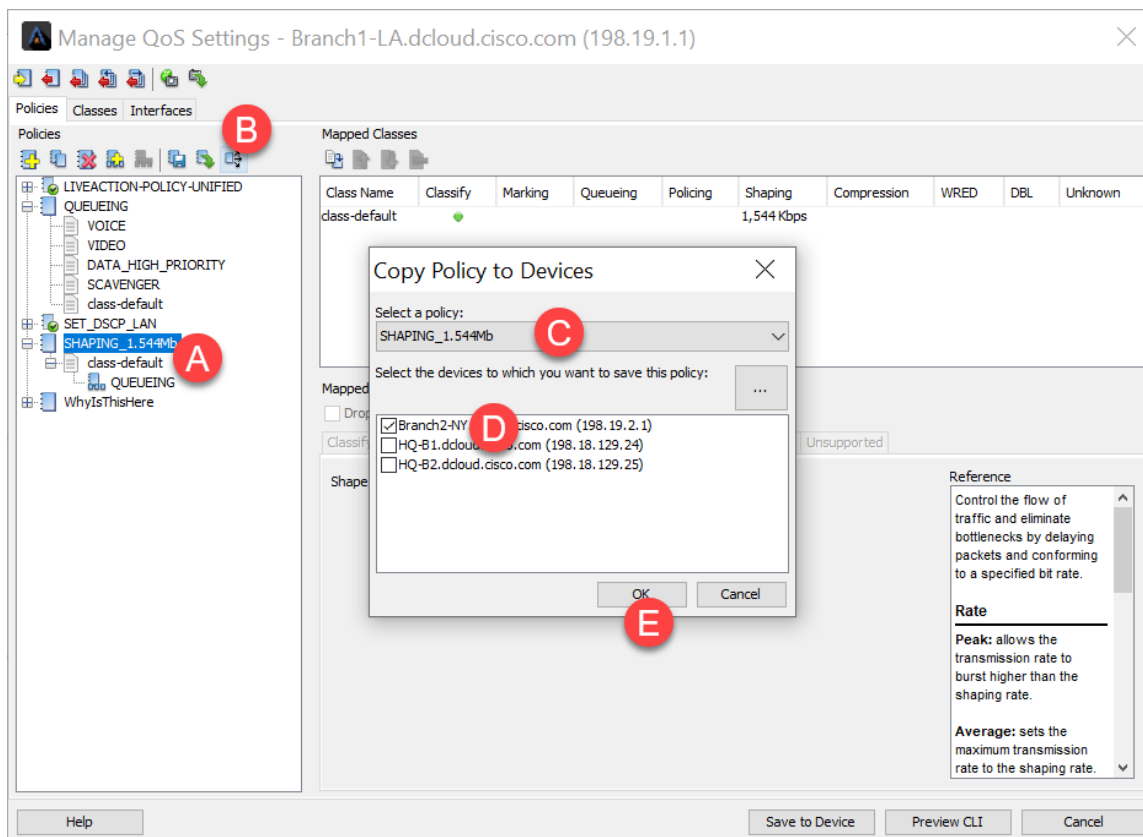 Manage QoS Settings - Branch1-LA.dcloud.cisco.com (198.19.1.1)
Policies Classes Interfaces
Policies
B
Mapped Classes
LIVEACTION-POLICY-UNIFIED
QUEUEING
VOICE
VIDEO
DATA_HIGH_PRIORITY
SCAVENGER
class-default
SET_DSCP_LAN
SHAPING_1.544Mb
A
class-default
QUEUEING
WhyIsThisHere
Class Name Classify Marking Queueing Policing Shaping Compression WRED DBL Unknown
class-default 1,544 Kbps
Copy Policy to Devices
Select a policy:
SHAPING_1.544Mb
C
Select the devices to which you want to save this policy:
...
Branch2-NY cisco.com (198.19.2.1)
D
HQ-B1.dcloud com (198.18.129.24)
HQ-B2.dcloud.cisco.com (198.18.129.25)
OK Cancel
E
Mapped
Drop
Classify Unsupported
Shape
Reference
Control the flow of
traffic and eliminate
bottlenecks by delaying
packets and conforming
to a specified bit rate.
Rate
Peak: allows the
transmission rate to
burst higher than the
shaping rate.
Average: sets the
maximum transmission
rate to the shaping rate.
Help Save to Device Preview CLI Cancel